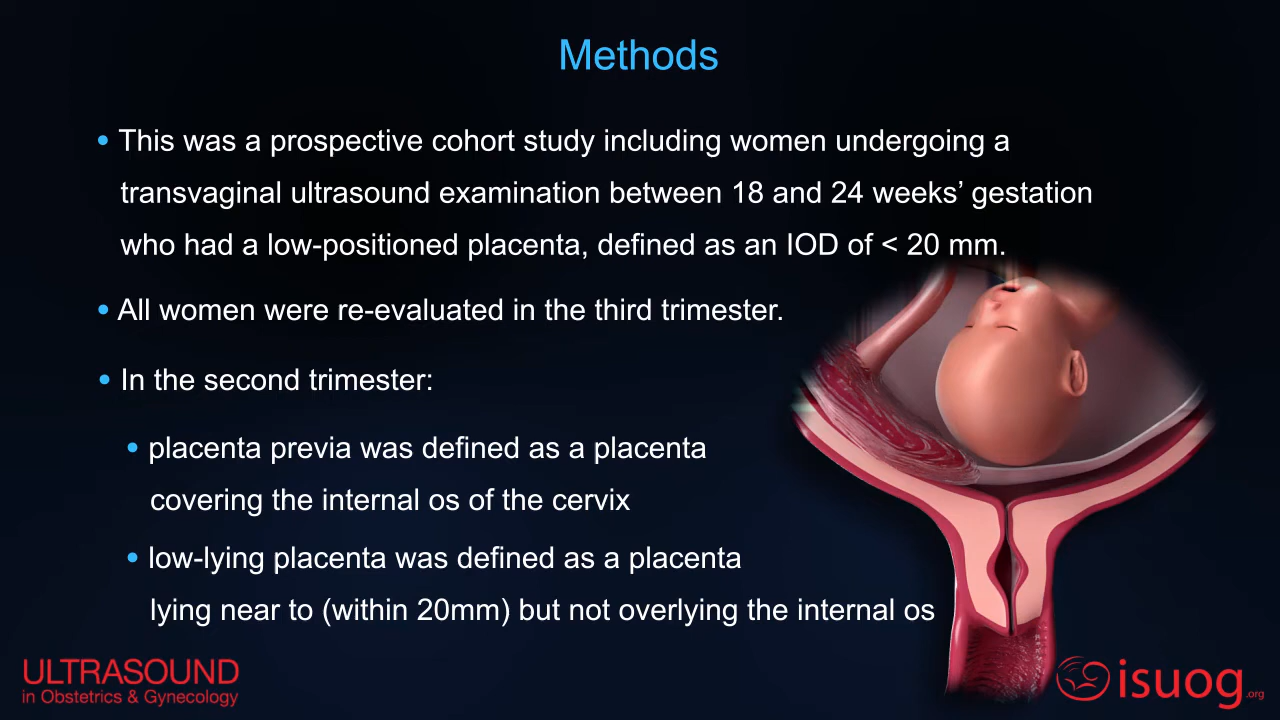 Methods
• This was a prospective cohort study including women undergoing a
transvaginal ultrasound examination between 18 and 24 weeks’ gestation
who had a low-positioned placenta, defined as an IOD of < 20 mm.
• All women were re-evaluated in the third trimester.
• In the second trimester:
• placenta previa was defined as a placenta
covering the internal os of the cervix
• low-lying placenta was defined as a placenta
lying near to (within 20mm) but not overlying the internal os
ULTRASOUND
in Obstetrics & Gynecology
isuog.org